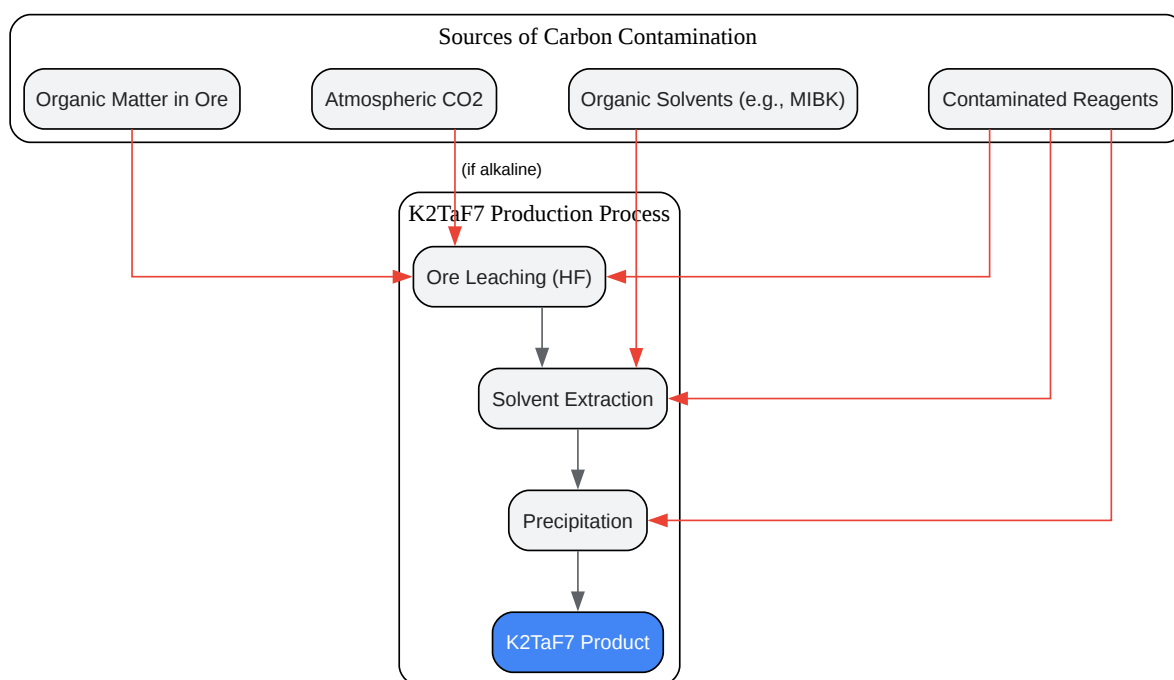 Sources of Carbon Contamination
Organic Matter in Ore
Atmospheric CO2
Organic Solvents (e.g., MIBK)
Contaminated Reagents
(if alkaline)
K2TaF7 Production Process
Ore Leaching (HF)
Solvent Extraction
Precipitation
K2TaF7 Product